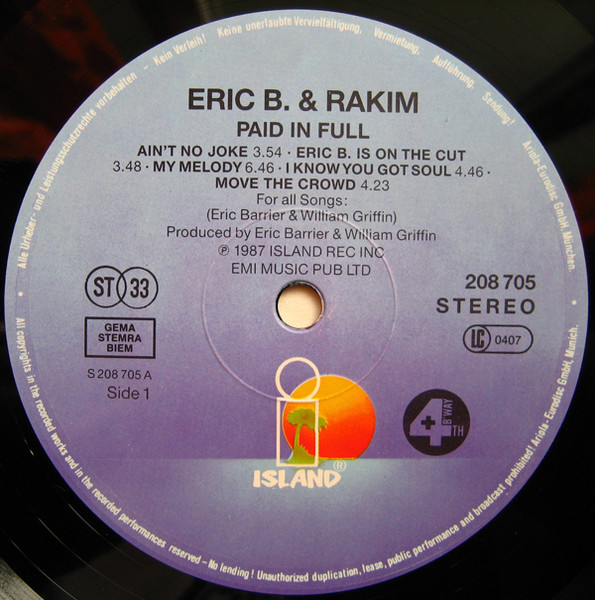 Alle Urheber- und Leistungsschutzrechte vorbehalten - Kein Verleih! Keine unerlaubte Vervielfältigung, Vermietung, Aufführung, Sendung! Ariola-Eurodisc GmbH, München.
ERIC B. & RAKIM
PAID IN FULL
AIN'T NO JOKE 3.54 · ERIC B. IS ON THE CUT
3.48 · MY MELODY 6.46 · I KNOW YOU GOT SOUL 4.46 ·
MOVE THE CROWD 4.23
For all Songs:
(Eric Barrier & William Griffin)
Produced by Eric Barrier & William Griffin
℗ 1987 ISLAND REC INC
EMI MUSIC PUB LTD
ST 33
GEMA
STEMRA
BIEM
S 208 705 A
Side 1
208 705
STEREO
LC 0407
4TH + B'WAY
ISLAND ®
All copyrights in the recorded works and in the recorded performances reserved - No lending! Unauthorized duplication, lease, public performance and broadcast prohibited! Ariola-Eurodisc GmbH, Munich.